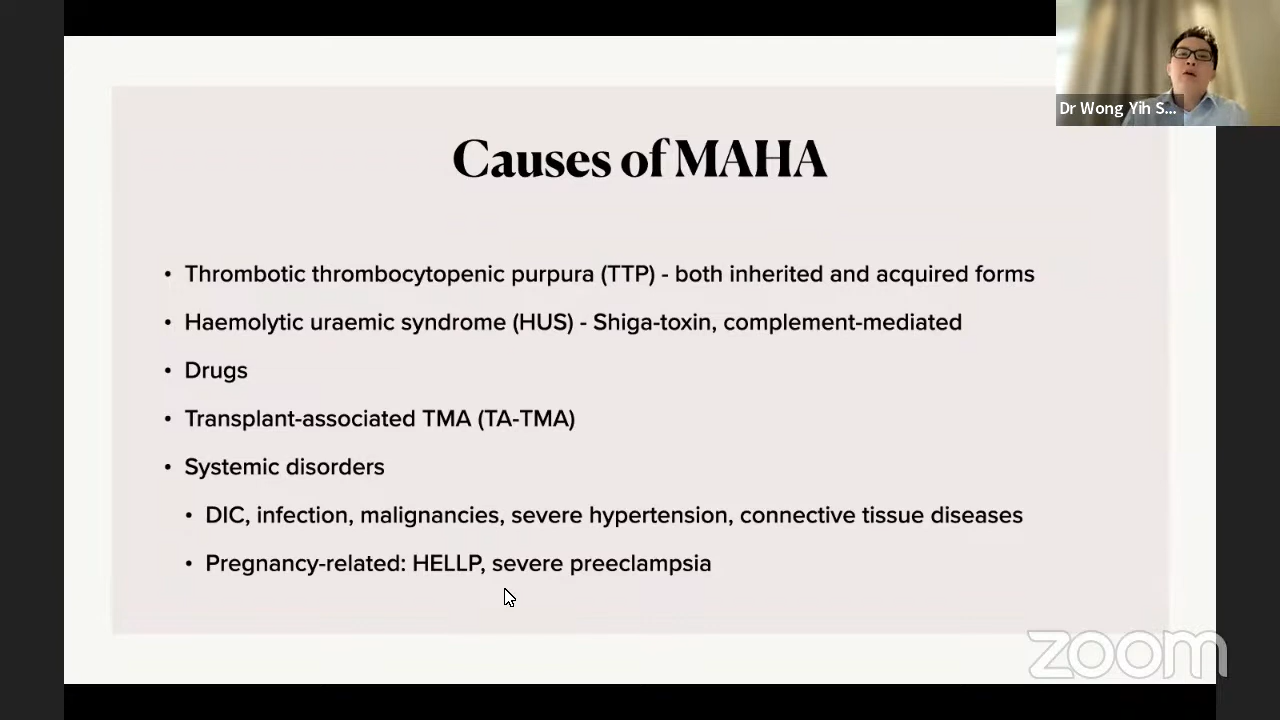 Dr Wong Yih S...
Causes of MAHA
• Thrombotic thrombocytopenic purpura (TTP) - both inherited and acquired forms
• Haemolytic uraemic syndrome (HUS) - Shiga-toxin, complement-mediated
• Drugs
• Transplant-associated TMA (TA-TMA)
• Systemic disorders
• DIC, infection, malignancies, severe hypertension, connective tissue diseases
• Pregnancy-related: HELLP, severe preeclampsia
zoom